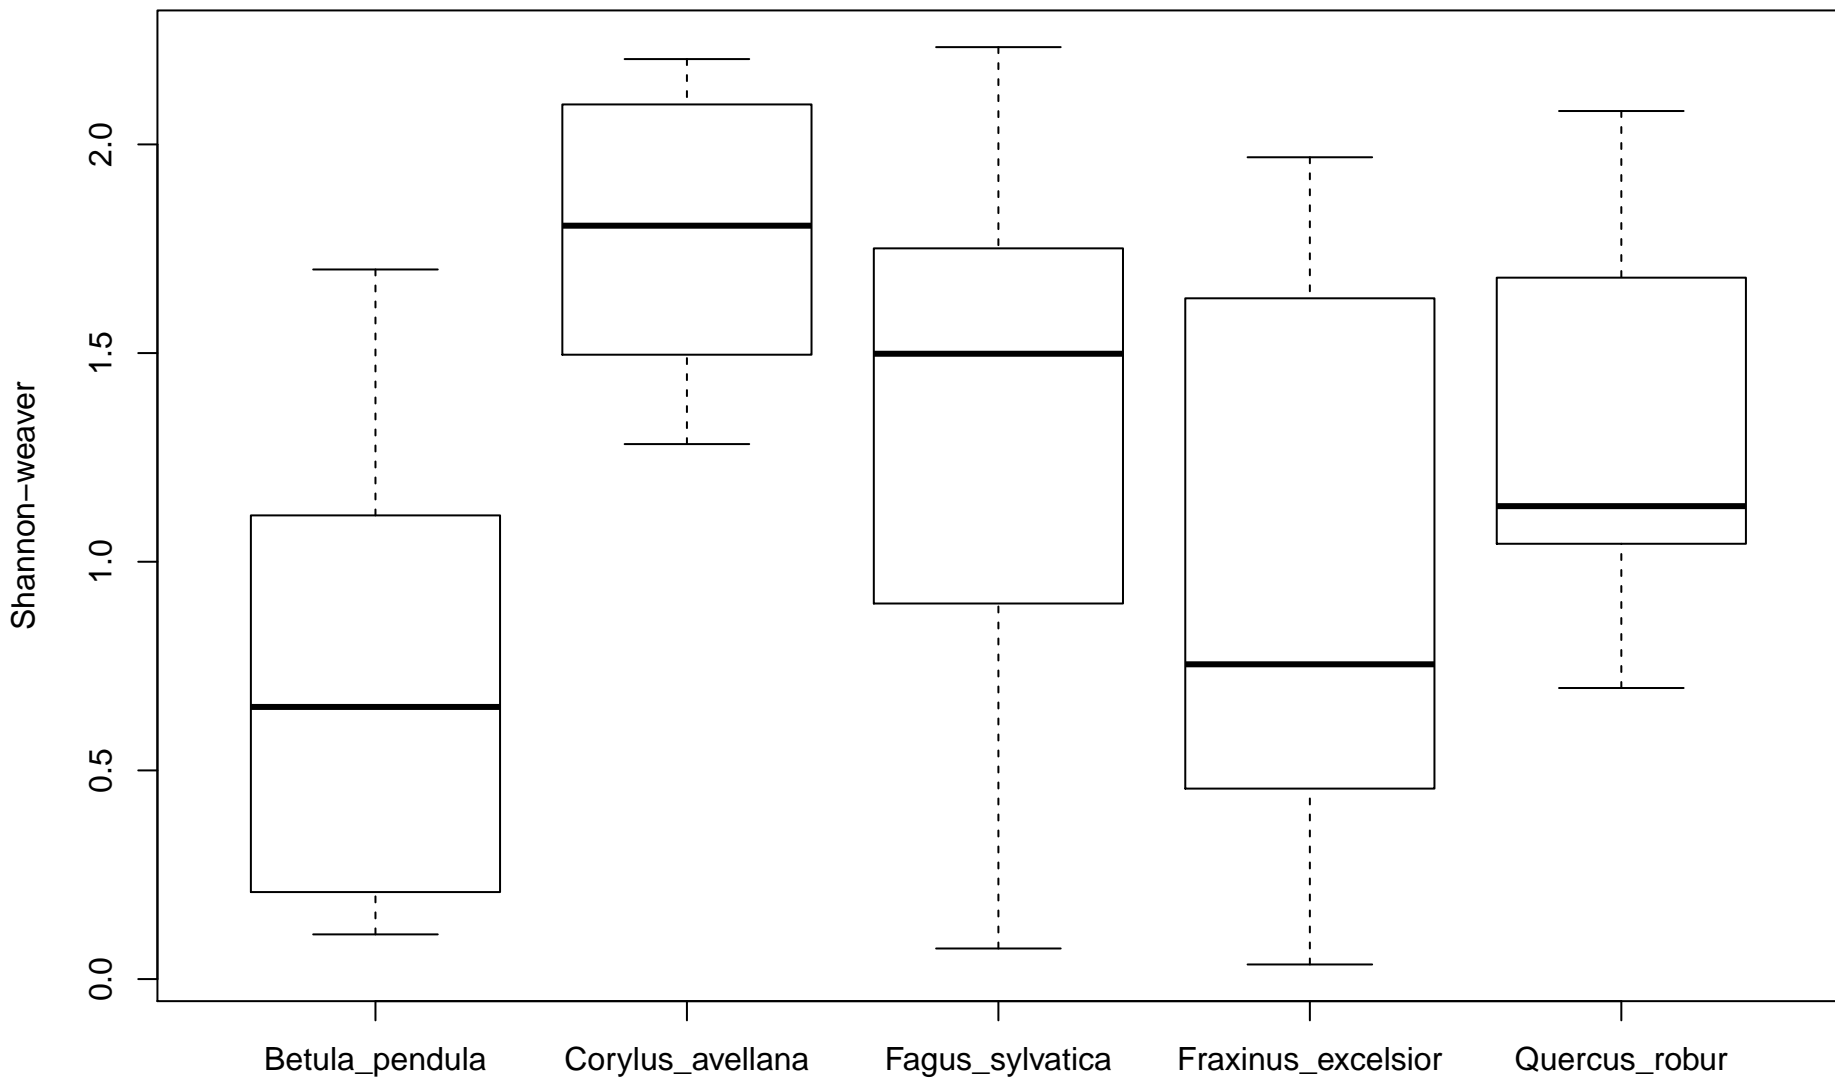 Shannon−weaver
2.0
1.5
1.0
0.5
0.0
Betula_pendula Corylus_avellana Fagus_sylvatica Fraxinus_excelsior Quercus_robur